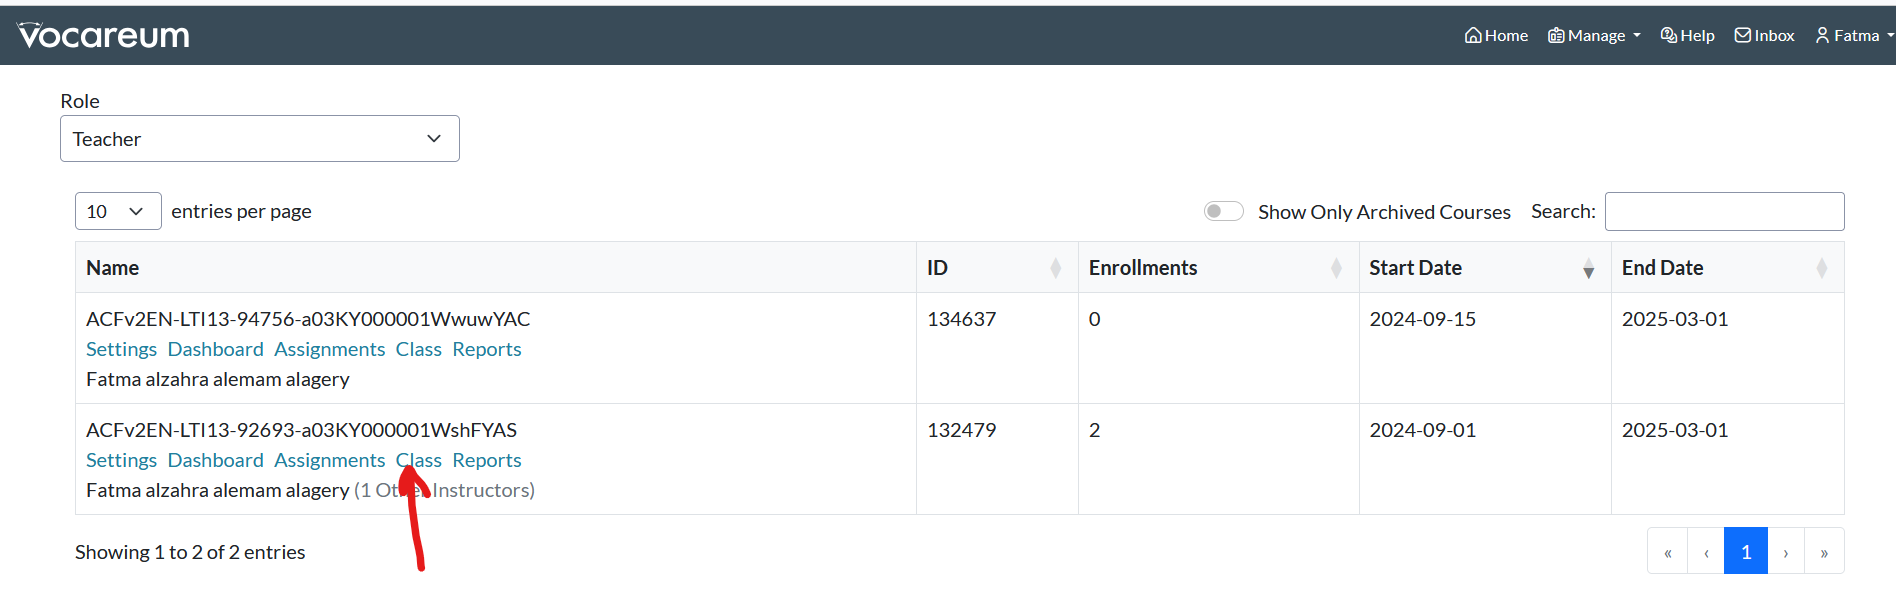 Vocareum
Home Manage Help Inbox Fatma
Role
Teacher
10 entries per page Show Only Archived Courses Search:
Name ID Enrollments Start Date End Date
ACFv2EN-LTI13-94756-a03KY000001WwuwYAC 134637 0 2024-09-15 2025-03-01
Settings Dashboard Assignments Class Reports
Fatma alzahra alemam alagery
ACFv2EN-LTI13-92693-a03KY000001WshFYAS 132479 2 2024-09-01 2025-03-01
Settings Dashboard Assignments Class Reports
Fatma alzahra alemam alagery (1 Other Instructors)
Showing 1 to 2 of 2 entries
« ‹ 1 › »